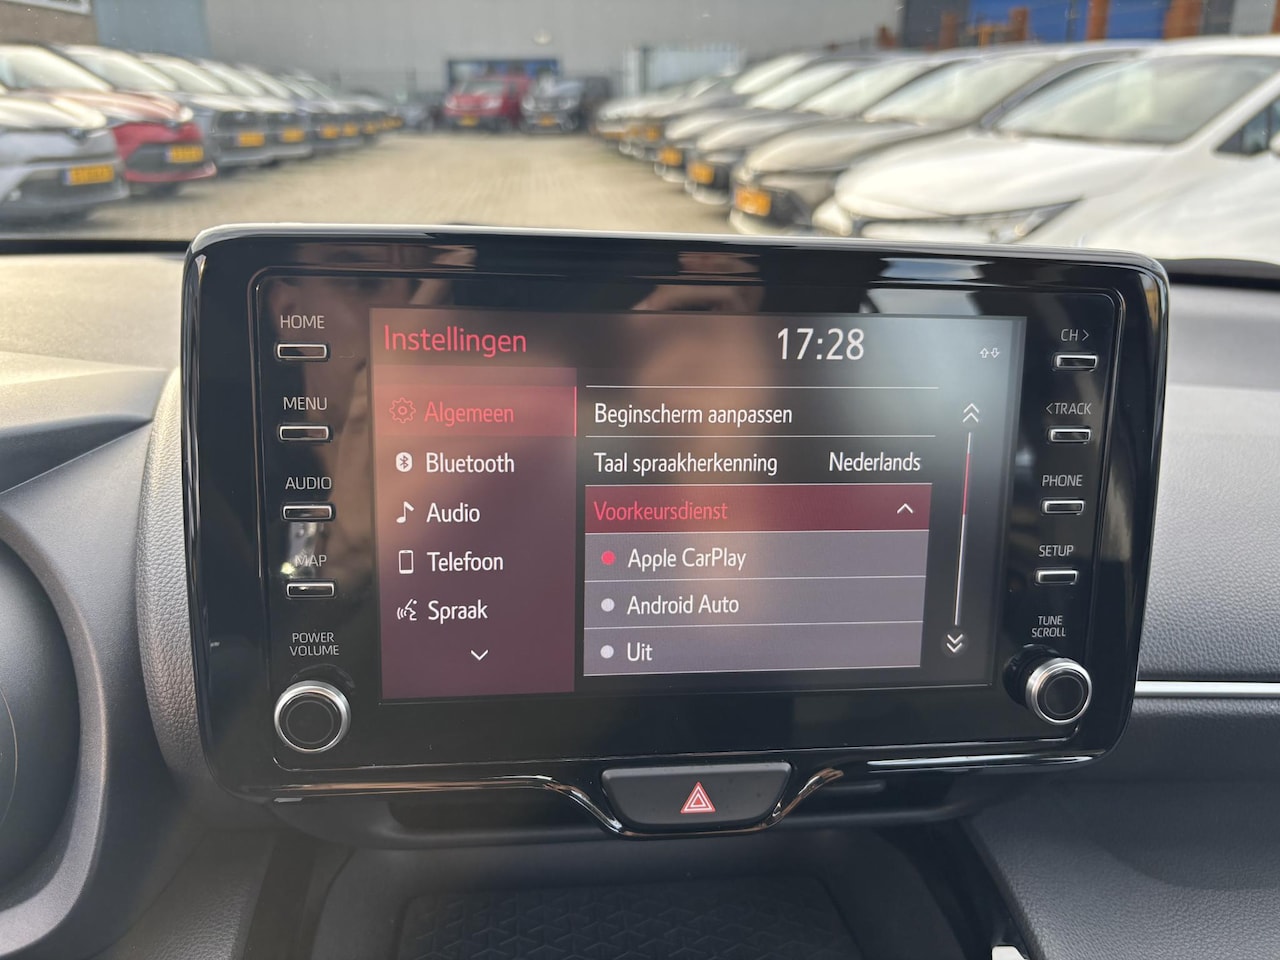 HOME
MENU
AUDIO
MAP
POWER
VOLUME
Instellingen
17:28
Algemeen
Bluetooth
Audio
Telefoon
Spraak
Beginscherm aanpassen
Taal spraakherkenning Nederlands
Voorkeursdienst
Apple CarPlay
Android Auto
Uit
CH >
<TRACK
PHONE
SETUP
TUNE
SCROLL